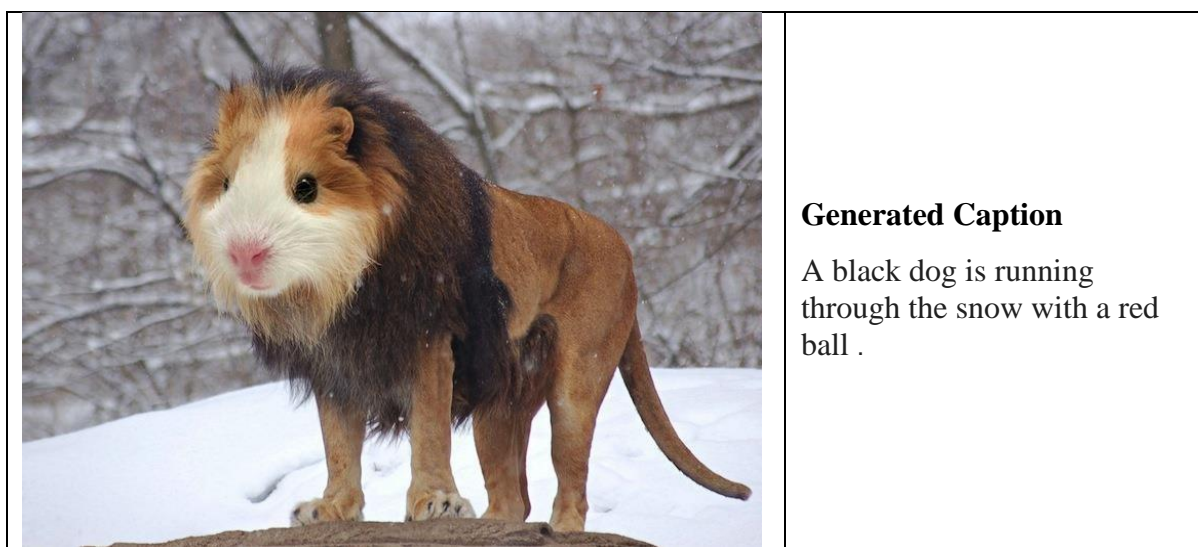 Generated Caption
A black dog is running
through the snow with a red
ball .